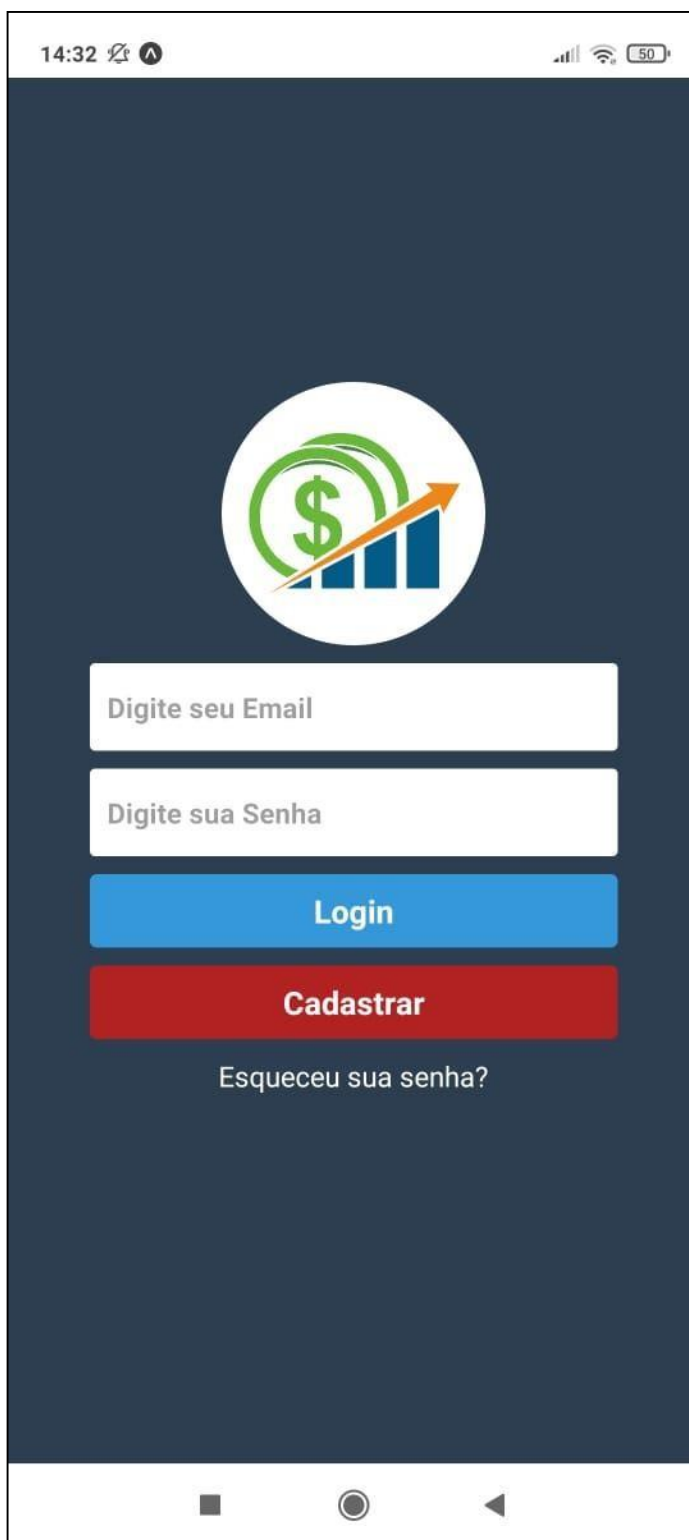 14:32
50
$
Digite seu Email
Digite sua Senha
Login
Cadastrar
Esqueceu sua senha?